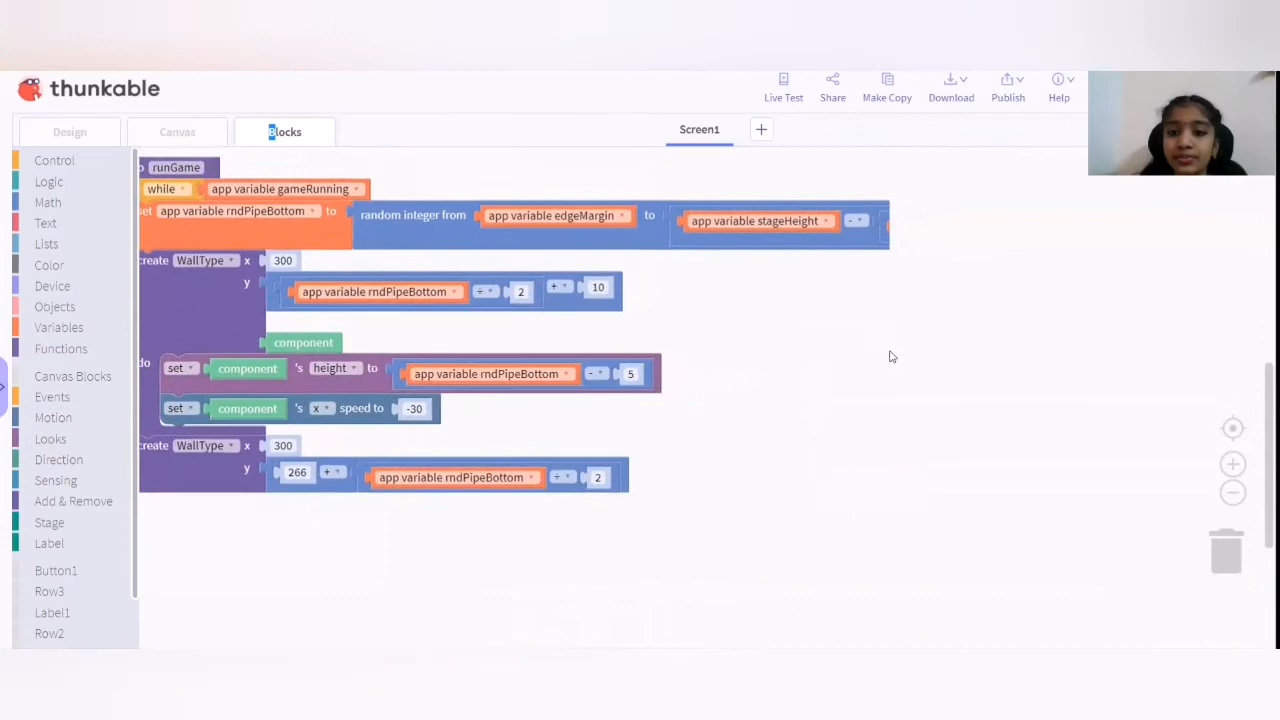 thunkable
Live Test
Share
Make Copy
Download
Publish
Help
Design
Canvas
Blocks
Screen1
+
Control
Logic
Math
Text
Lists
Color
Device
Objects
Variables
Functions
Canvas Blocks
Events
Motion
Looks
Direction
Sensing
Add & Remove
Stage
Label
Button1
Row3
Label1
Row2
runGame
while app variable gameRunning
set app variable rndPipeBottom to random integer from app variable edgeMargin to app variable stageHeight -
create WallType x 300
y app variable rndPipeBottom ÷ 2 + 10
component
do
set component 's height to app variable rndPipeBottom - 5
set component 's x speed to -30
create WallType x 300
y 266 + app variable rndPipeBottom ÷ 2